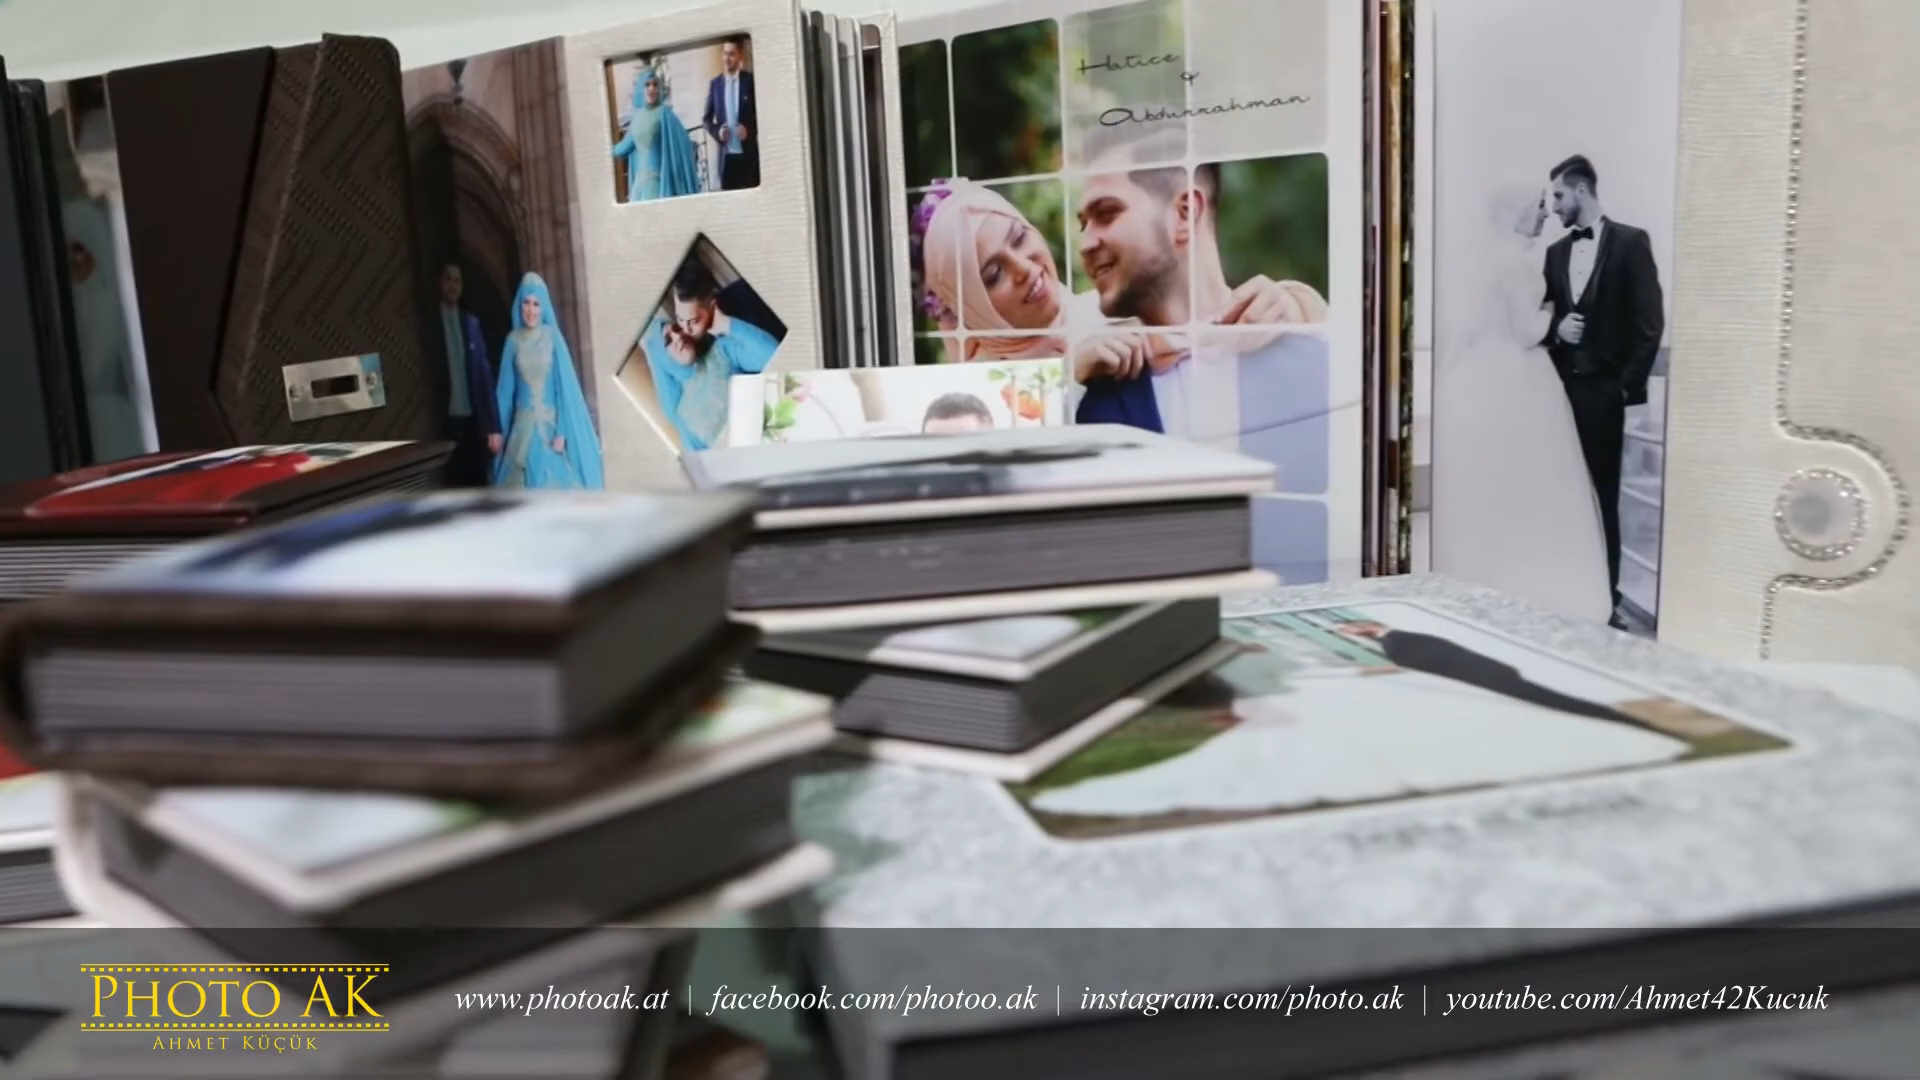 Hatice
&
Abdurrahman
PHOTO AK
AHMET KÜÇÜK
www.photoak.at | facebook.com/photoo.ak | instagram.com/photo.ak | youtube.com/Ahmet42Kucuk